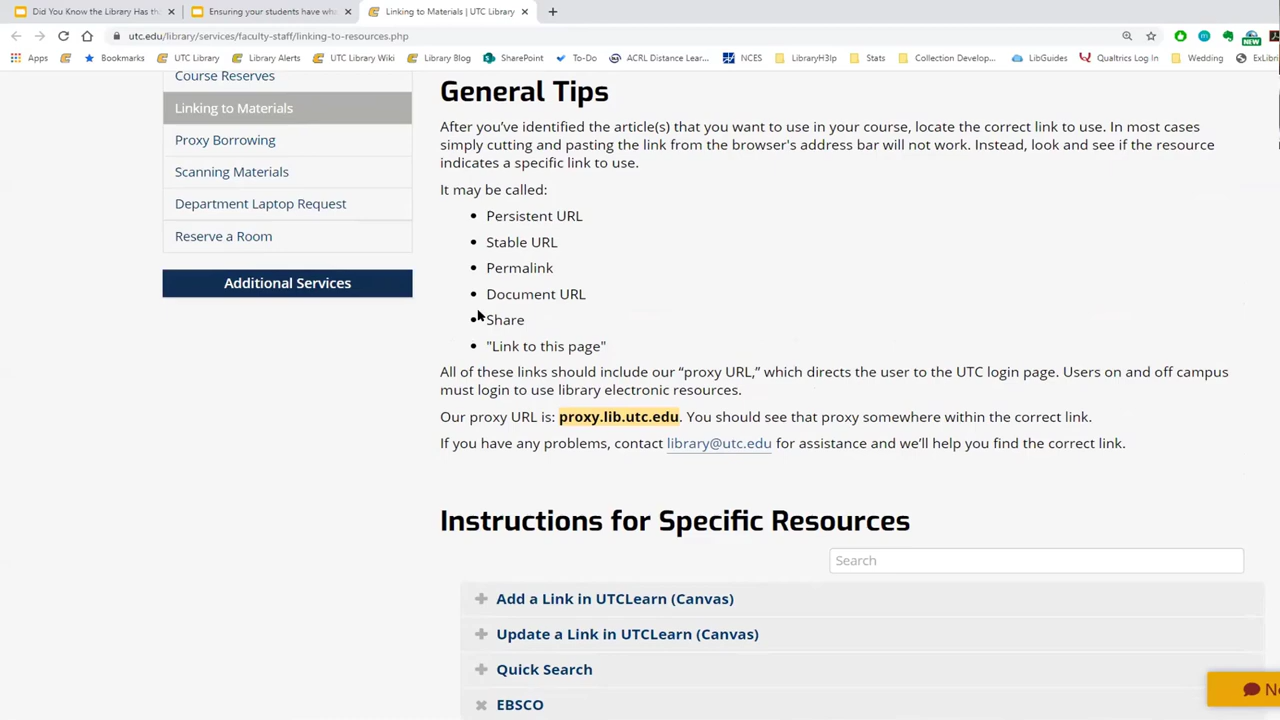 Did You Know the Library Has th
Ensuring your students have wha
Linking to Materials | UTC Library
utc.edu/library/services/faculty-staff/linking-to-resources.php
Apps Bookmarks UTC Library Library Alerts UTC Library Wiki Library Blog SharePoint To-Do ACRL Distance Lear... NCES LibraryH3lp Stats Collection Develop... LibGuides Qualtrics Log In Wedding ExLibri
NEW
Course Reserves
Linking to Materials
Proxy Borrowing
Scanning Materials
Department Laptop Request
Reserve a Room
Additional Services
General Tips
After you've identified the article(s) that you want to use in your course, locate the correct link to use. In most cases
simply cutting and pasting the link from the browser's address bar will not work. Instead, look and see if the resource
indicates a specific link to use.
It may be called:
Persistent URL
Stable URL
Permalink
Document URL
Share
"Link to this page"
All of these links should include our “proxy URL,” which directs the user to the UTC login page. Users on and off campus
must login to use library electronic resources.
Our proxy URL is: proxy.lib.utc.edu. You should see that proxy somewhere within the correct link.
If you have any problems, contact library@utc.edu for assistance and we’ll help you find the correct link.
Instructions for Specific Resources
Search
Add a Link in UTCLearn (Canvas)
Update a Link in UTCLearn (Canvas)
Quick Search
EBSCO